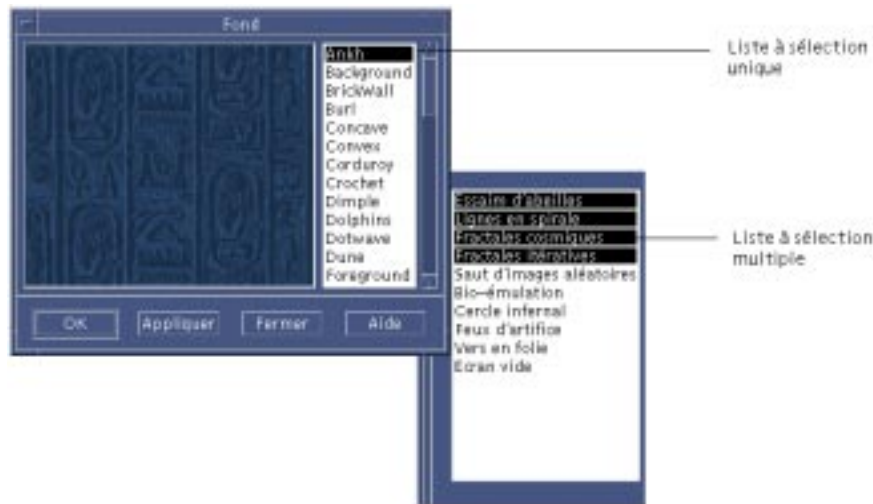 Fond
Ankh
Background
BrickWall
Burl
Concave
Convex
Corduroy
Crochet
Dimple
Dolphins
Dotwave
Dune
Foreground
OK
Appliquer
Fermer
Aide
Liste à sélection
unique
Essaim d'abeilles
Lignes en spirale
Fractales cosmiques
Fractales itératives
Saut d'images aléatoires
Bio-émulation
Cercle infernal
Feux d'artifice
Vers en folie
Ecran vide
Liste à sélection
multiple